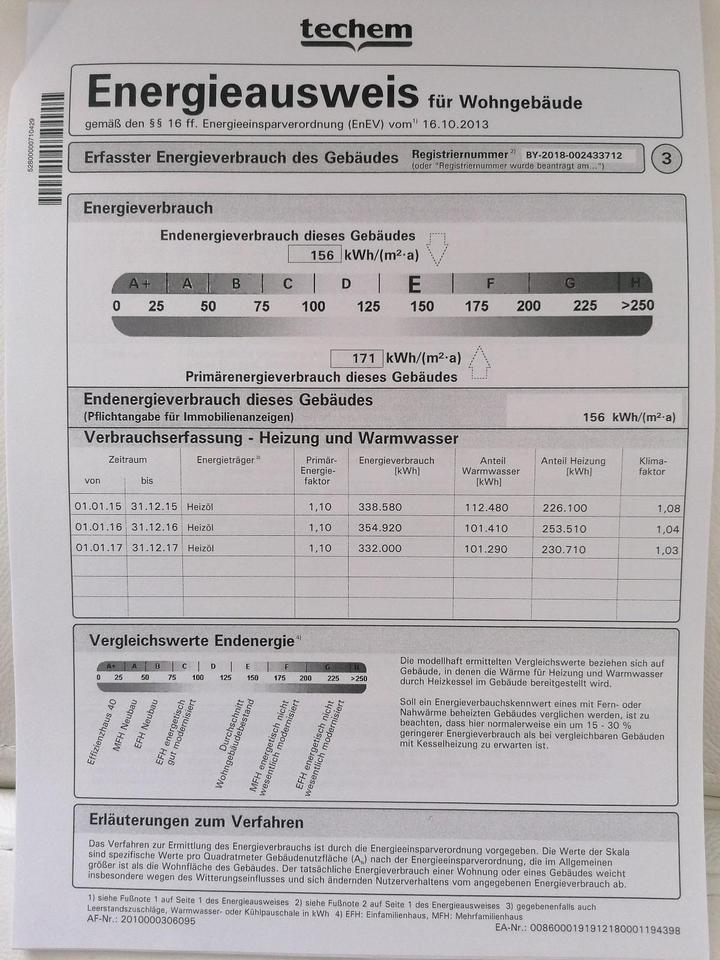 techem
Energieausweis für Wohngebäude
gemäß den §§ 16 ff. Energieeinsparverordnung (EnEV) vom¹⁾ 16.10.2013
52800000710429
Erfasster Energieverbrauch des Gebäudes Registriernummer²⁾ BY-2018-002433712
(oder "Registriernummer wurde beantragt am...")
3
Energieverbrauch
Endenergieverbrauch dieses Gebäudes
156 kWh/(m²·a)
A+ A B C D E F G H
0 25 50 75 100 125 150 175 200 225 >250
171 kWh/(m²·a)
Primärenergieverbrauch dieses Gebäudes
Endenergieverbrauch dieses Gebäudes
(Pflichtangabe für Immobilienanzeigen) 156 kWh/(m²·a)
Verbrauchserfassung - Heizung und Warmwasser
Zeitraum Energieträger³⁾ Primär- Energieverbrauch Anteil Anteil Heizung Klima-
Energie- [kWh] Warmwasser [kWh] faktor
von bis faktor [kWh]
01.01.15 31.12.15 Heizöl 1,10 338.580 112.480 226.100 1,08
01.01.16 31.12.16 Heizöl 1,10 354.920 101.410 253.510 1,04
01.01.17 31.12.17 Heizöl 1,10 332.000 101.290 230.710 1,03
Vergleichswerte Endenergie⁴⁾
A+ A B C D E F G H
0 25 50 75 100 125 150 175 200 225 >250
Effizienzhaus 40
MFH Neubau
EFH Neubau
EFH energetisch
gut modernisiert
Durchschnitt
Wohngebäudebestand
MFH energetisch nicht
wesentlich modernisiert
EFH energetisch nicht
wesentlich modernisiert
Die modellhaft ermittelten Vergleichswerte beziehen sich auf
Gebäude, in denen die Wärme für Heizung und Warmwasser
durch Heizkessel im Gebäude bereitgestellt wird.
Soll ein Energieverbrauchskennwert eines mit Fern- oder
Nahwärme beheizten Gebäudes verglichen werden, ist zu
beachten, dass hier normalerweise ein um 15 - 30 %
geringerer Energieverbrauch als bei vergleichbaren Gebäuden
mit Kesselheizung zu erwarten ist.
Erläuterungen zum Verfahren
Das Verfahren zur Ermittlung des Energieverbrauchs ist durch die Energieeinsparverordnung vorgegeben. Die Werte der Skala
sind spezifische Werte pro Quadratmeter Gebäudenutzfläche (Aₙ) nach der Energieeinsparverordnung, die im Allgemeinen
größer ist als die Wohnfläche des Gebäudes. Der tatsächliche Energieverbrauch einer Wohnung oder eines Gebäudes weicht
insbesondere wegen des Witterungseinflusses und sich ändernden Nutzerverhaltens vom angegebenen Energieverbrauch ab.
1) siehe Fußnote 1 auf Seite 1 des Energieausweises 2) siehe Fußnote 2 auf Seite 1 des Energieausweises 3) gegebenenfalls auch
Leerstandszuschläge, Warmwasser- oder Kühlpauschale in kWh 4) EFH: Einfamilienhaus, MFH: Mehrfamilienhaus
AF-Nr.: 2010000306095 EA-Nr.: 0086000191912180001194398